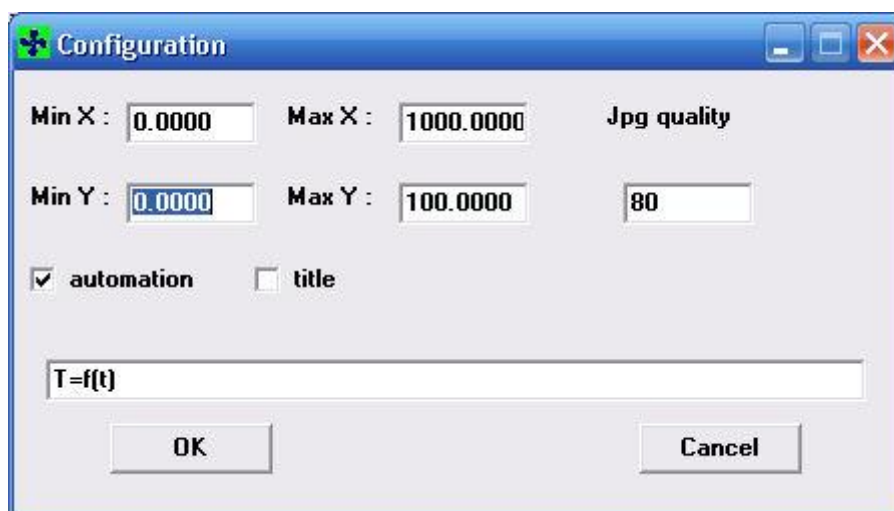 Configuration
Min X : 0.0000 Max X : 1000.0000 Jpg quality
Min Y : 0.0000 Max Y : 100.0000 80
automation title
T=f(t)
OK Cancel